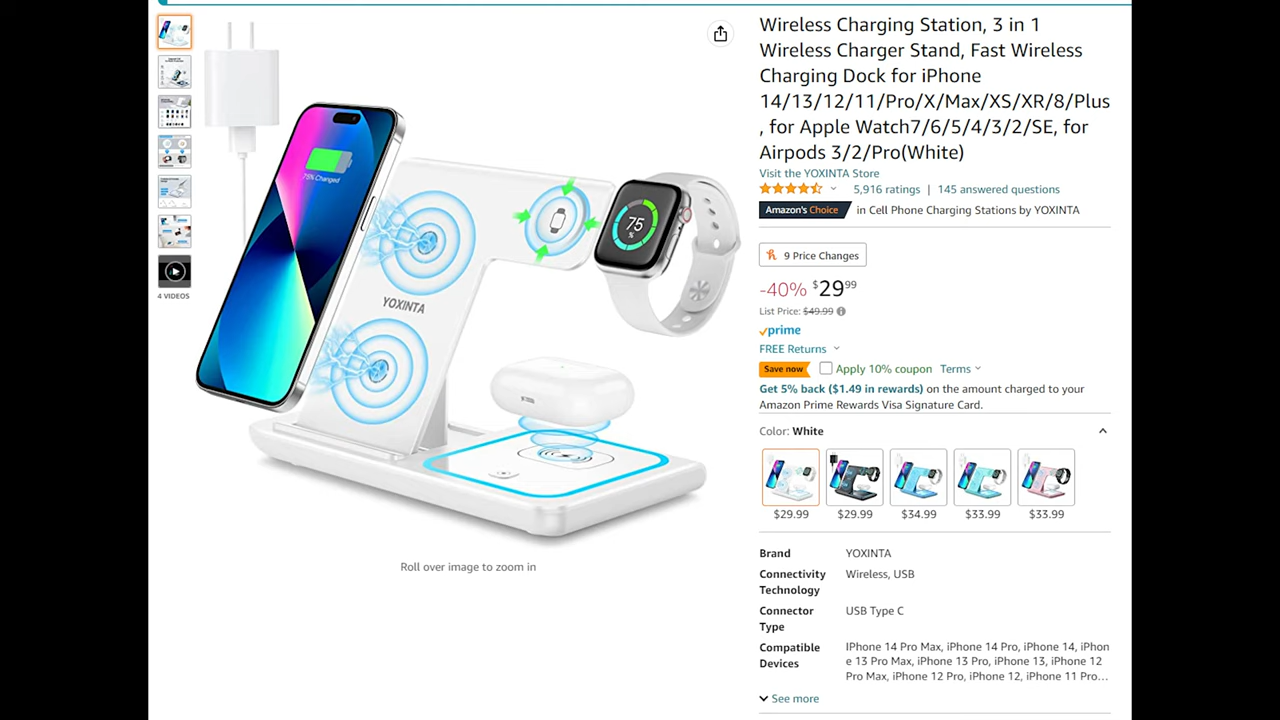 Wireless Charging Station, 3 in 1
Wireless Charger Stand, Fast Wireless
Charging Dock for iPhone
14/13/12/11/Pro/X/Max/XS/XR/8/Plus
, for Apple Watch7/6/5/4/3/2/SE, for
Airpods 3/2/Pro(White)
Visit the YOXINTA Store
5,916 ratings | 145 answered questions
Amazon's Choice in Cell Phone Charging Stations by YOXINTA
9 Price Changes
-40% $29 99
List Price: $49.99
prime
FREE Returns
Save now Apply 10% coupon Terms
Get 5% back ($1.49 in rewards) on the amount charged to your
Amazon Prime Rewards Visa Signature Card.
Color: White
$29.99 $29.99 $34.99 $33.99 $33.99
Brand YOXINTA
Connectivity Wireless, USB
Technology
Connector USB Type C
Type
Compatible IPhone 14 Pro Max, iPhone 14 Pro, iPhone 14, iPhon
Devices e 13 Pro Max, iPhone 13 Pro, iPhone 13, iPhone 12
Pro Max, iPhone 12 Pro, iPhone 12, iPhone 11 Pro...
See more
4 VIDEOS
75% Charged
YOXINTA
75
%
Roll over image to zoom in